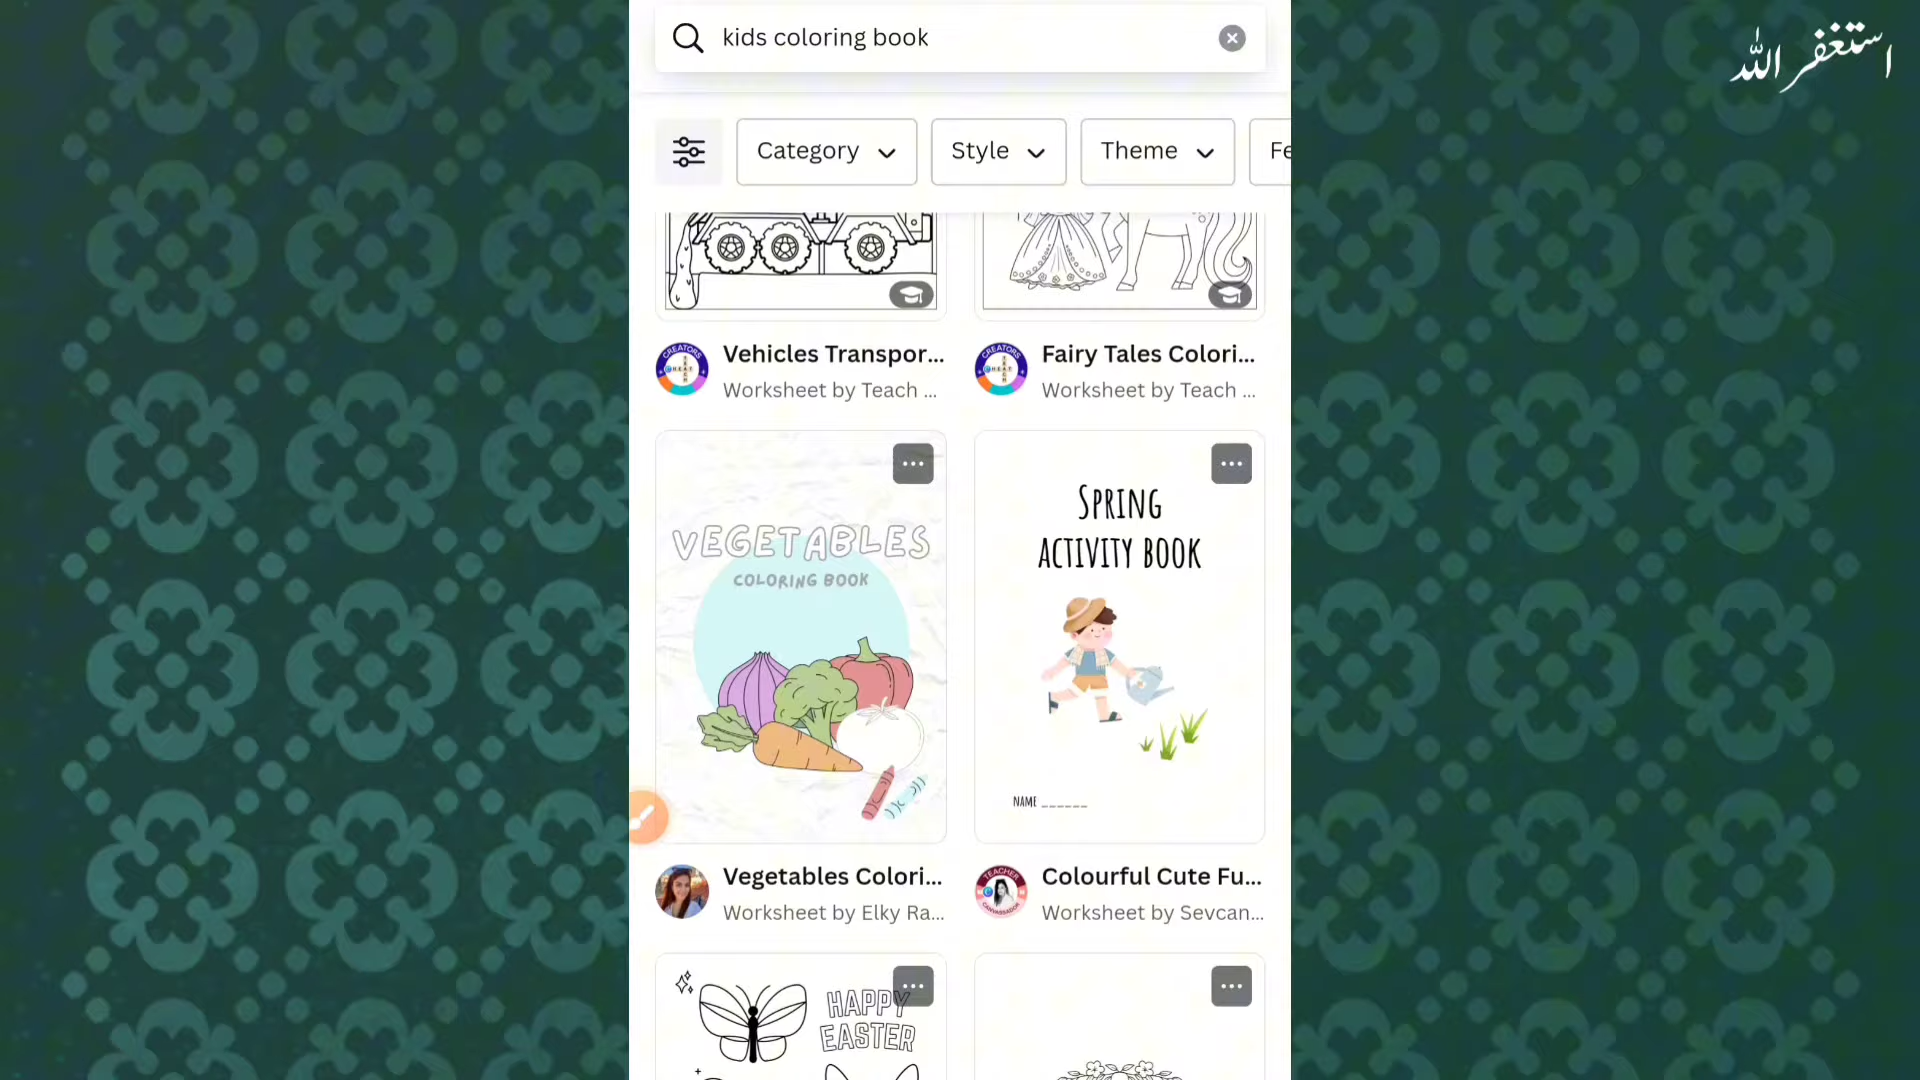 kids coloring book
استغفر الله
Category
Style
Theme
Fe
Vehicles Transpor...
Worksheet by Teach ...
Fairy Tales Colori...
Worksheet by Teach ...
VEGETABLES
COLORING BOOK
SPRING
ACTIVITY BOOK
NAME ______
Vegetables Colori...
Worksheet by Elky Ra...
Colourful Cute Fu...
Worksheet by Sevcan...
HAPPY
EASTER